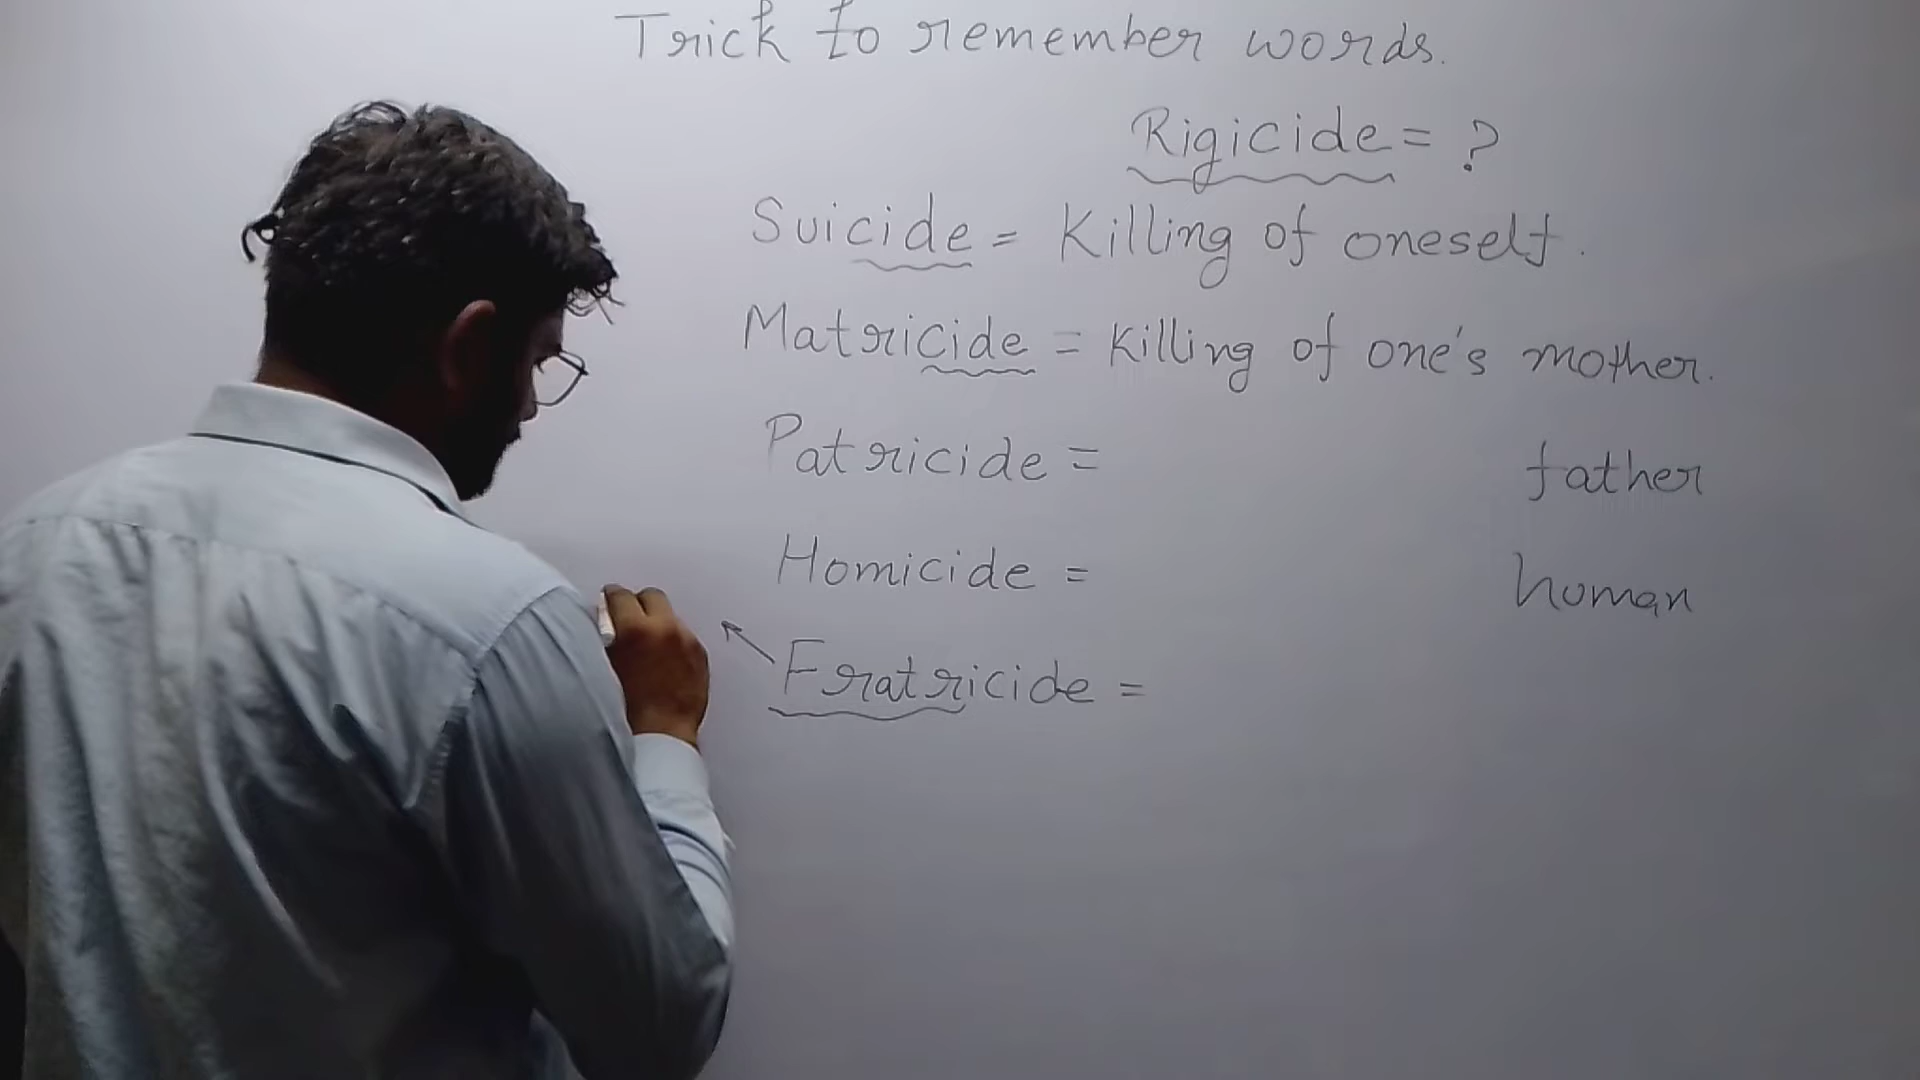 Trick to remember words.
Rigicide = ?
Suicide = Killing of oneself.
Matricide = Killing of one's mother.
Patricide = father
Homicide = human
Fratricide =